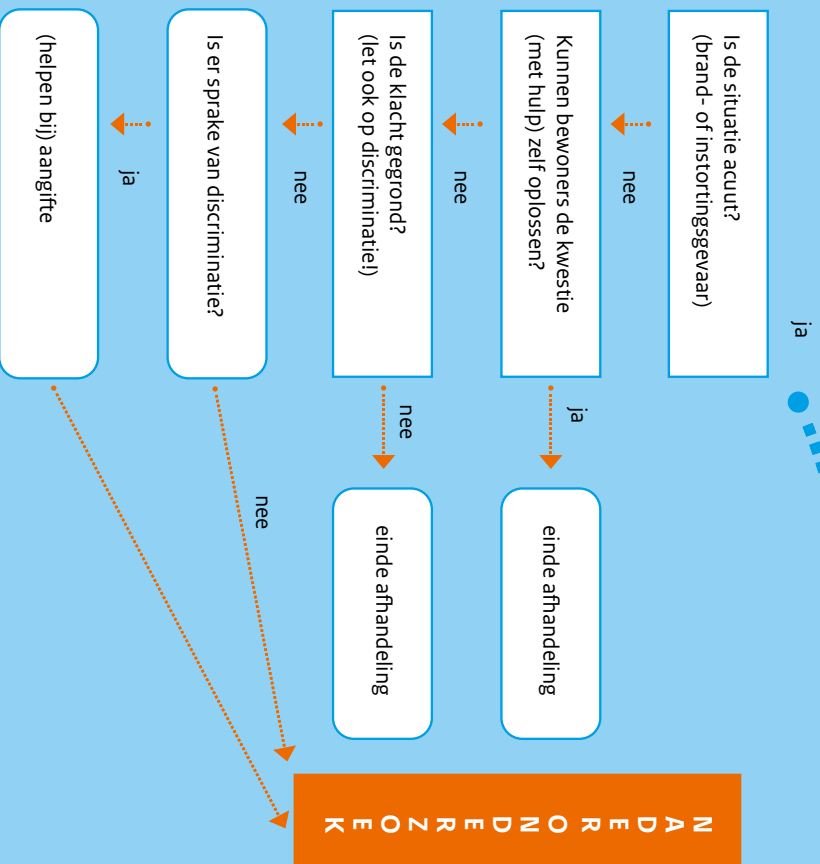 ja
Is de situatie acuut?
(brand- of instortingsgevaar)
nee
Kunnen bewoners de kwestie
(met hulp) zelf oplossen?
ja
einde afhandeling
nee
Is de klacht gegrond?
(let ook op discriminatie!)
nee
einde afhandeling
nee
Is er sprake van discriminatie?
nee
ja
(helpen bij) aangifte
NADER ONDERZOEK